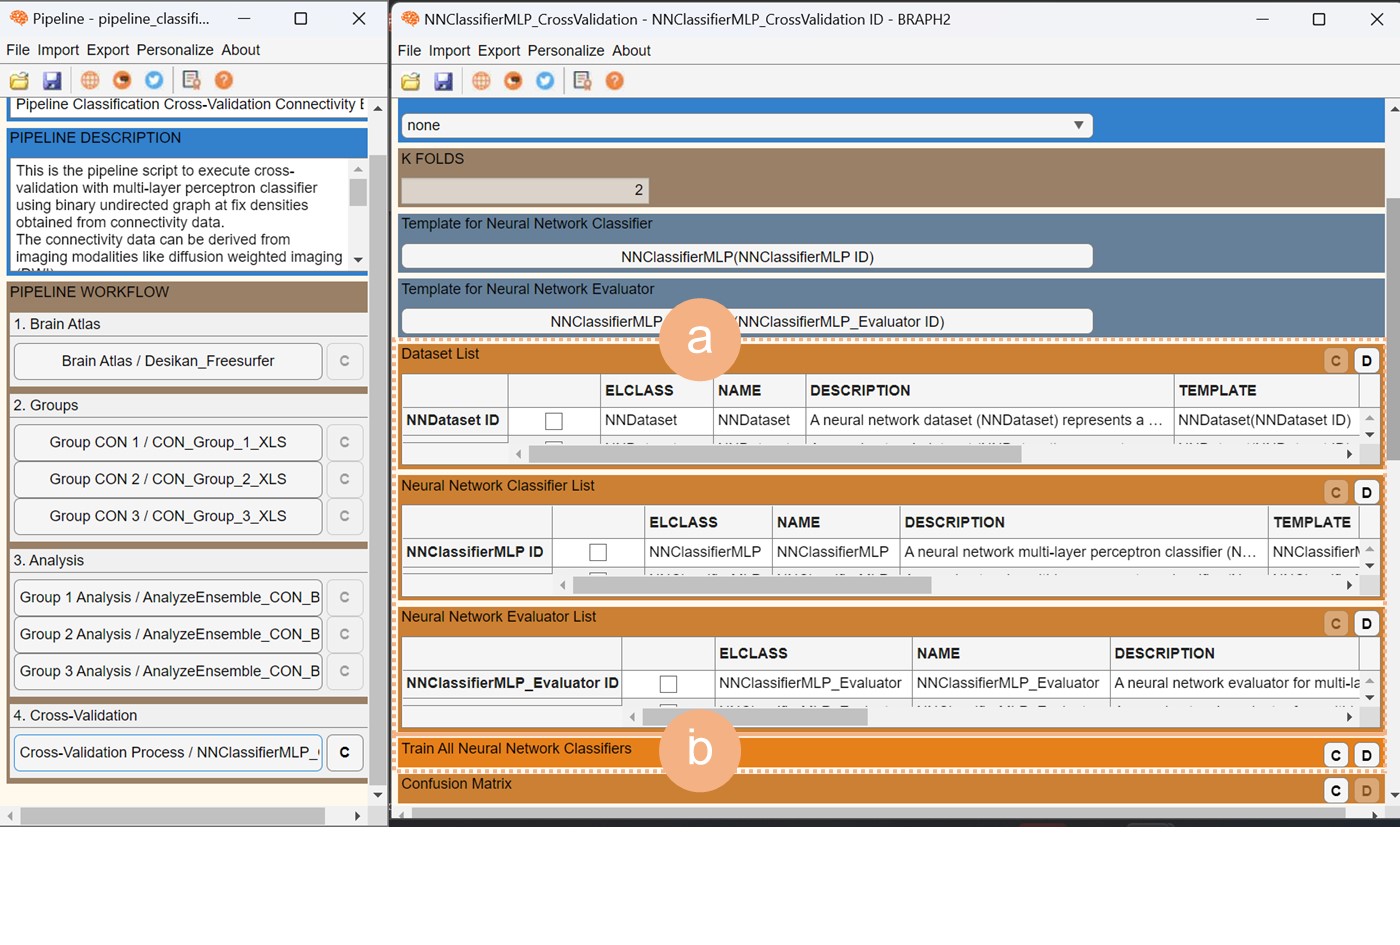 Pipeline - pipeline_classifi...
File Import Export Personalize About
Pipeline Classification Cross-Validation Connectivity
PIPELINE DESCRIPTION
This is the pipeline script to execute cross-
validation with multi-layer perceptron classifier
using binary undirected graph at fix densities
obtained from connectivity data.
The connectivity data can be derived from
imaging modalities like diffusion weighted imaging
PIPELINE WORKFLOW
1. Brain Atlas
Brain Atlas / Desikan_Freesurfer C
2. Groups
Group CON 1 / CON_Group_1_XLS C
Group CON 2 / CON_Group_2_XLS C
Group CON 3 / CON_Group_3_XLS C
3. Analysis
Group 1 Analysis / AnalyzeEnsemble_CON_B C
Group 2 Analysis / AnalyzeEnsemble_CON_B C
Group 3 Analysis / AnalyzeEnsemble_CON_B C
4. Cross-Validation
Cross-Validation Process / NNClassifierMLP_ C
NNClassifierMLP_CrossValidation - NNClassifierMLP_CrossValidation ID - BRAPH2
File Import Export Personalize About
none
K FOLDS
2
Template for Neural Network Classifier
NNClassifierMLP(NNClassifierMLP ID)
Template for Neural Network Evaluator
NNClassifierMLP (NNClassifierMLP_Evaluator ID)
a
Dataset List C D
ELCLASS NAME DESCRIPTION TEMPLATE
NNDataset ID NNDataset NNDataset A neural network dataset (NNDataset) represents a ... NNDataset(NNDataset ID)
Neural Network Classifier List C D
ELCLASS NAME DESCRIPTION TEMPLATE
NNClassifierMLP ID NNClassifierMLP NNClassifierMLP A neural network multi-layer perceptron classifier (N... NNClassifierM
Neural Network Evaluator List C D
ELCLASS NAME DESCRIPTION
NNClassifierMLP_Evaluator ID NNClassifierMLP_Evaluator NNClassifierMLP_Evaluator A neural network evaluator for multi-la
b
Train All Neural Network Classifiers C D
Confusion Matrix C D